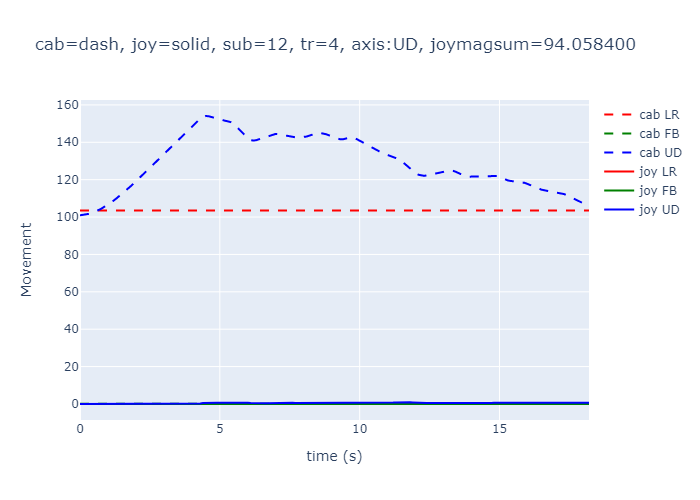 cab=dash, joy=solid, sub=12, tr=4, axis:UD, joymagsum=94.058400
160
140
120
100
80
60
40
20
0
Movement
0
5
10
15
time (s)
cab LR
cab FB
cab UD
joy LR
joy FB
joy UD